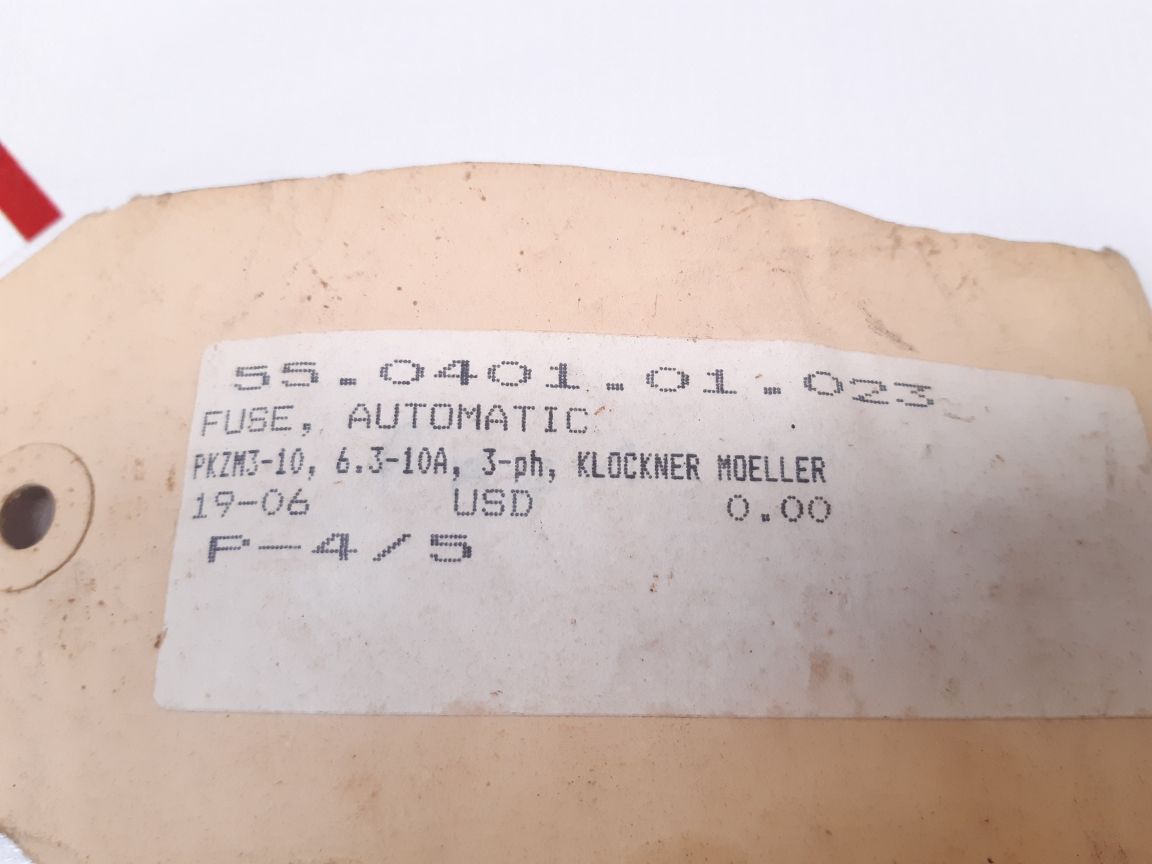 55.0401.01.023
FUSE, AUTOMATIC
PKZM3-10, 6.3-10A, 3-ph, KLOCKNER MOELLER
19-06 USD 0.00
P-4/5